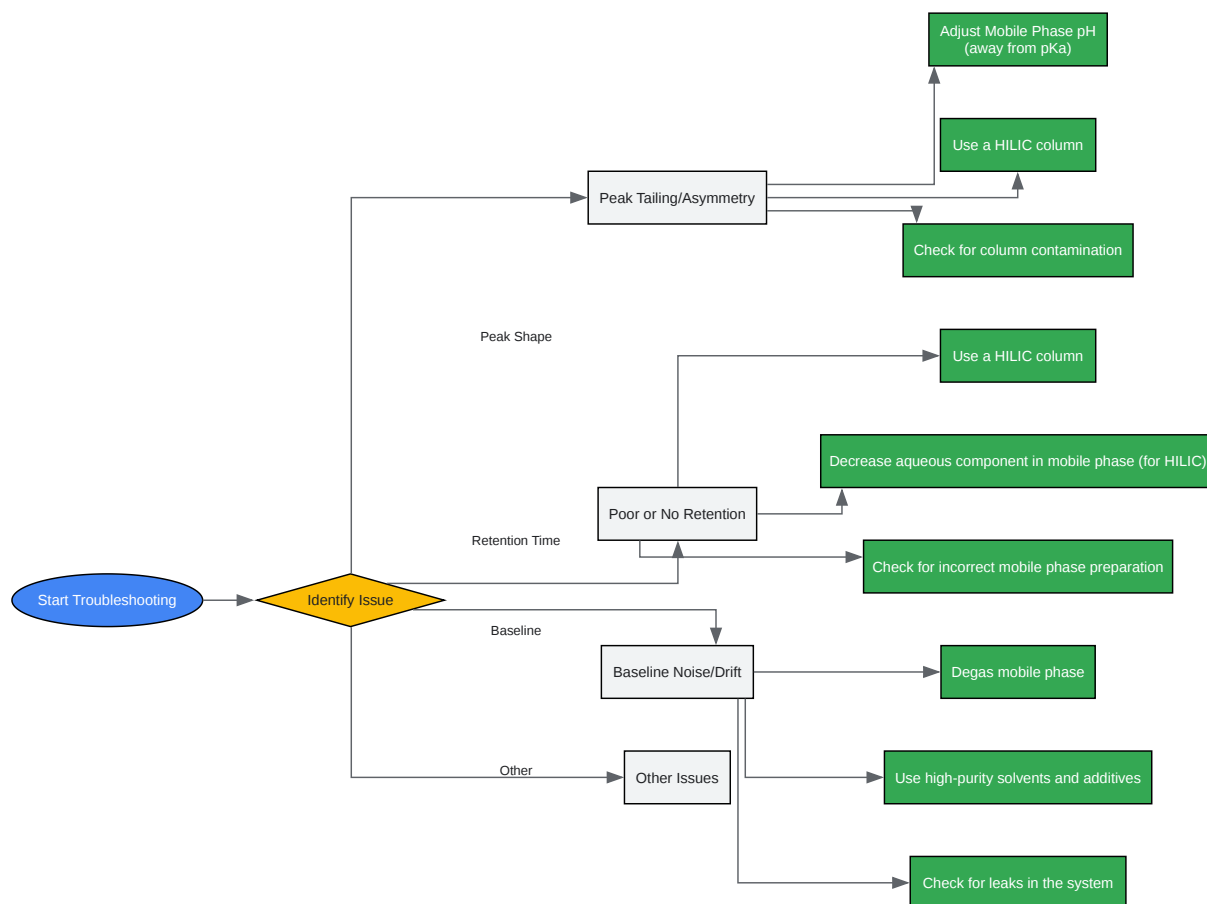 Adjust Mobile Phase pH
(away from pKa)
Use a HILIC column
Peak Tailing/Asymmetry
Check for column contamination
Peak Shape
Use a HILIC column
Decrease aqueous component in mobile phase (for HILIC)
Poor or No Retention
Retention Time
Check for incorrect mobile phase preparation
Start Troubleshooting
Identify Issue
Baseline
Baseline Noise/Drift
Degas mobile phase
Other
Other Issues
Use high-purity solvents and additives
Check for leaks in the system